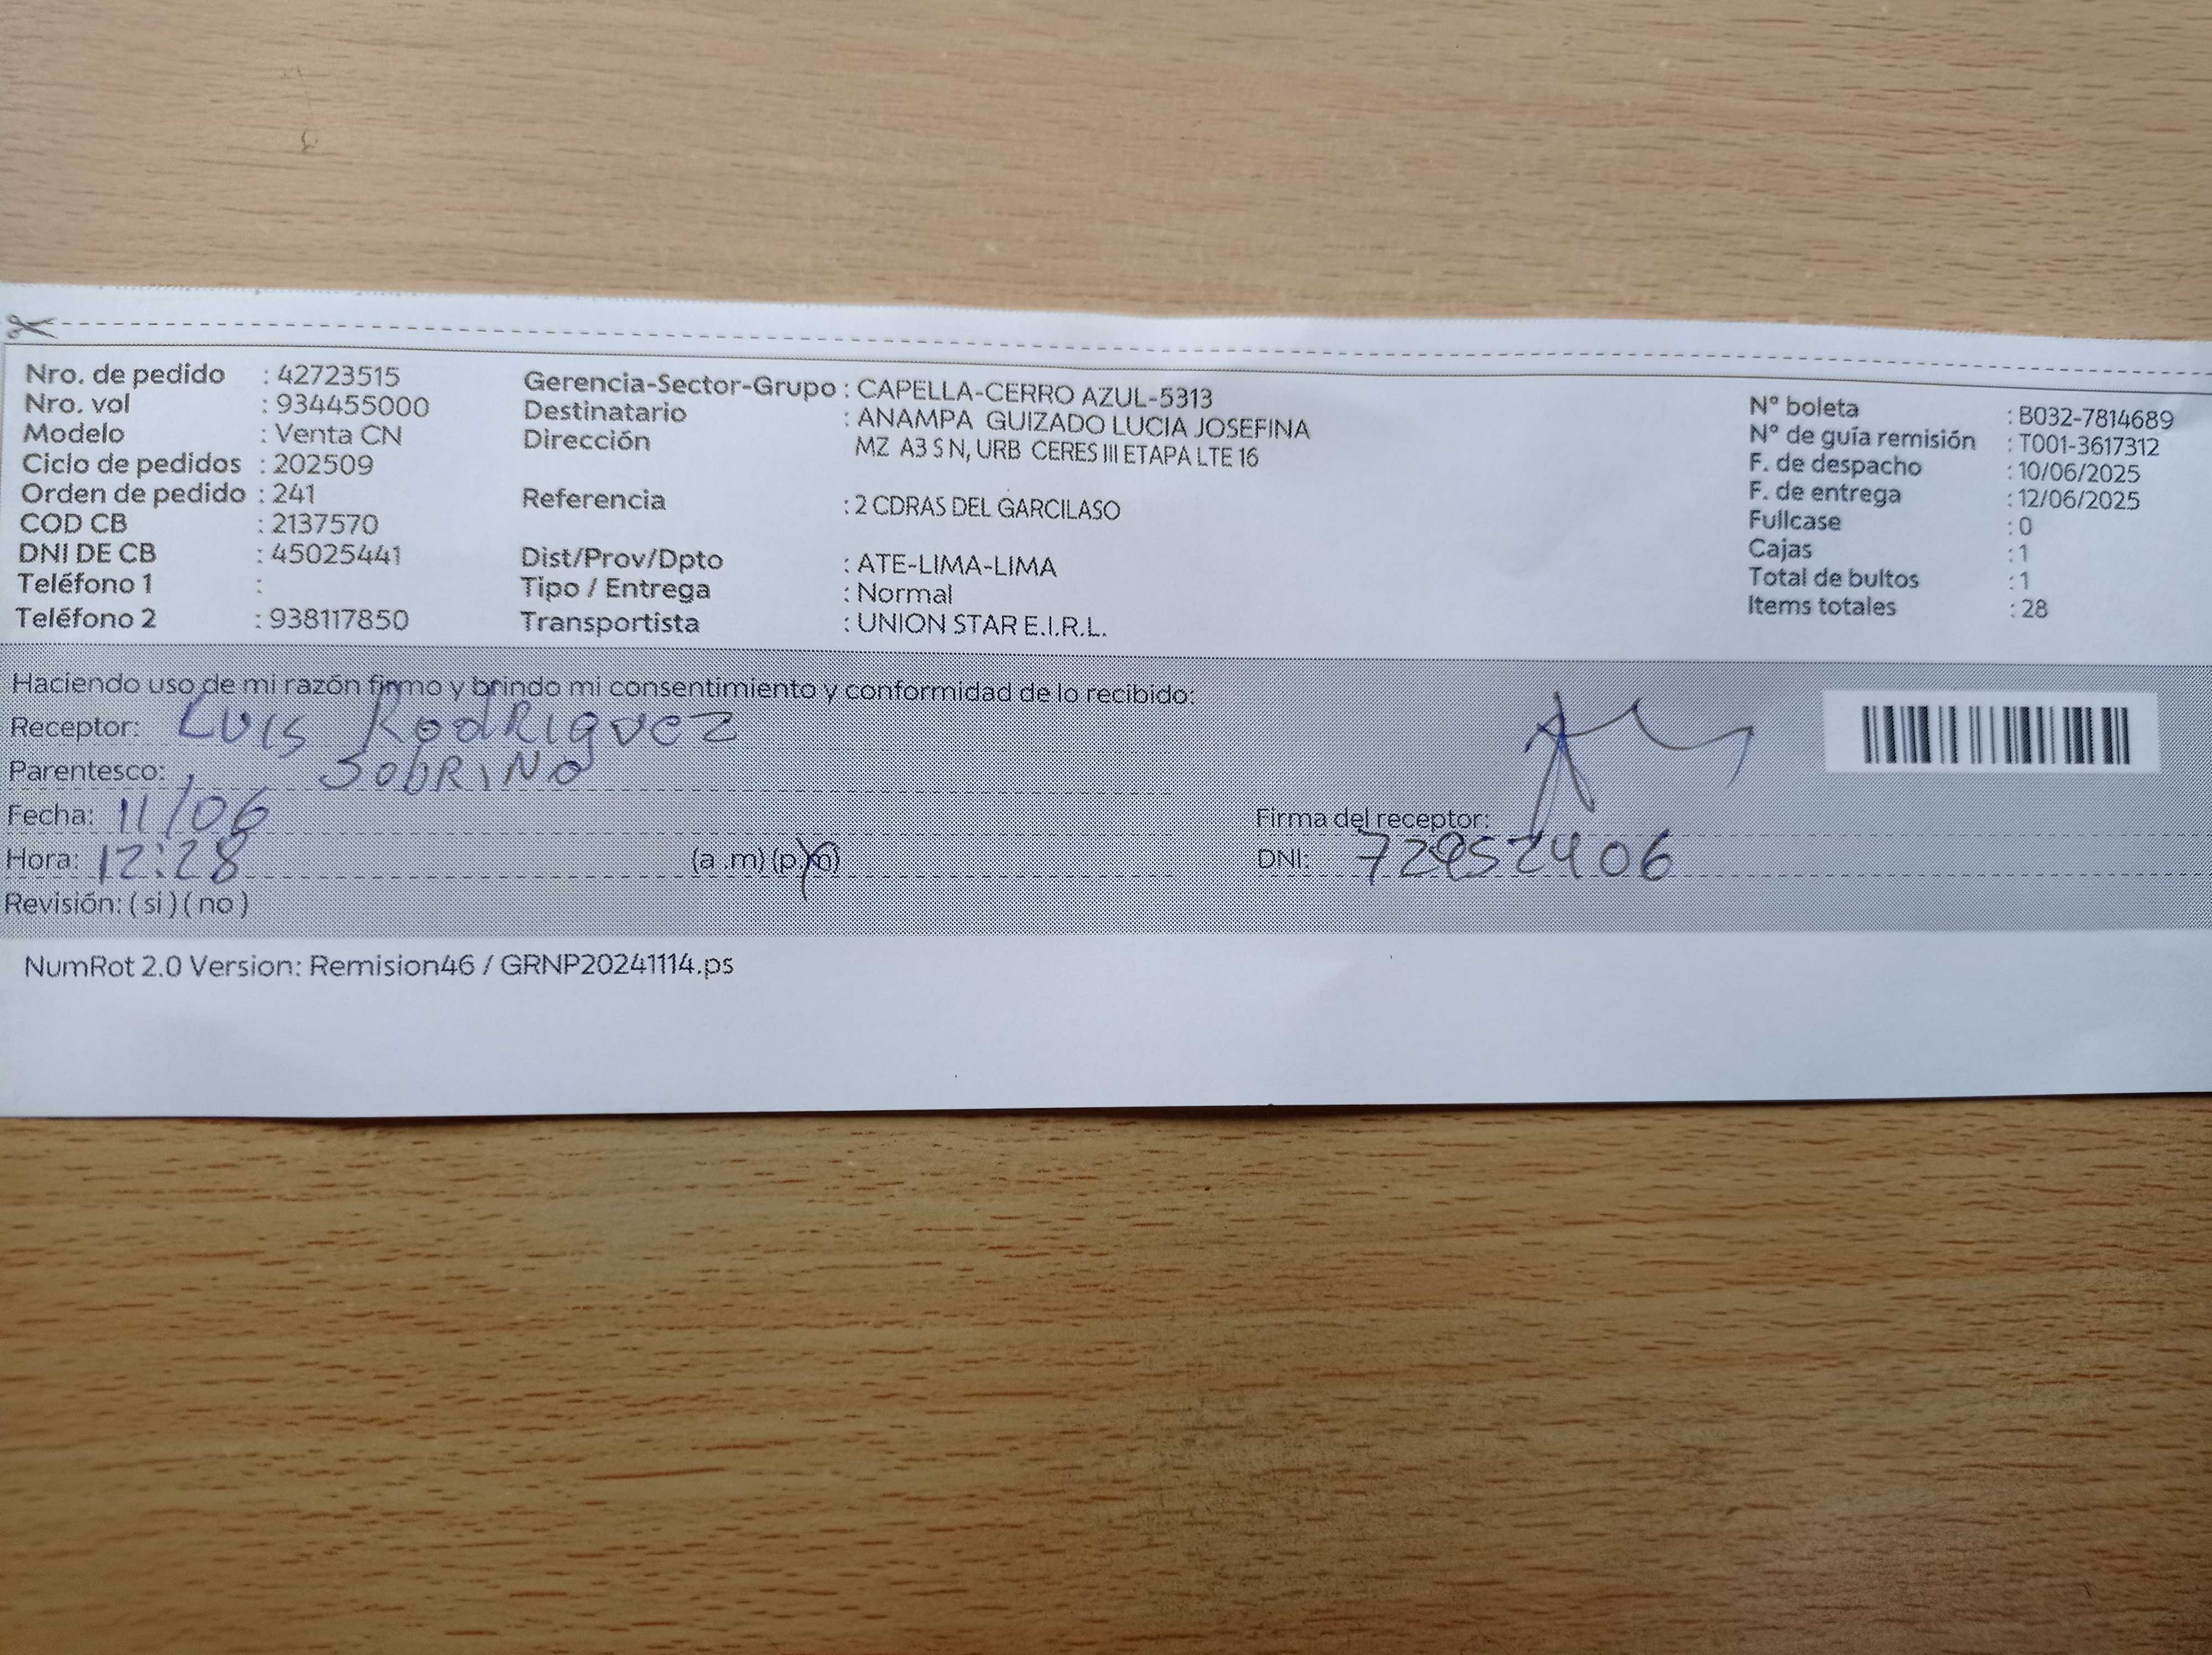 Nro. de pedido : 42723515
Nro. vol : 934455000
Modelo : Venta CN
Ciclo de pedidos : 202509
Orden de pedido : 241
COD CB : 2137570
DNI DE CB : 45025441
Teléfono 1 :
Teléfono 2 : 938117850
Gerencia-Sector-Grupo : CAPELLA-CERRO AZUL-5313
Destinatario : ANAMPA GUIZADO LUCIA JOSEFINA
Dirección MZ A3 S N, URB CERES III ETAPA LTE 16
Referencia : 2 CDRAS DEL GARCILASO
Dist/Prov/Dpto : ATE-LIMA-LIMA
Tipo / Entrega : Normal
Transportista : UNION STAR E.I.R.L.
N° boleta : B032-7814689
N° de guía remisión : T001-3617312
F. de despacho : 10/06/2025
F. de entrega : 12/06/2025
Fullcase : 0
Cajas : 1
Total de bultos : 1
Items totales : 28
Haciendo uso de mi razón firmo y brindo mi consentimiento y conformidad de lo recibido:
Receptor: Luis Rodriguez
Parentesco: Sobrino
Fecha: 11/06
Hora: 12:28 (a .m) (p.m)
Revisión: ( si ) ( no )
Firma del receptor:
DNI:
NumRot 2.0 Version: Remision46 / GRNP20241114.ps